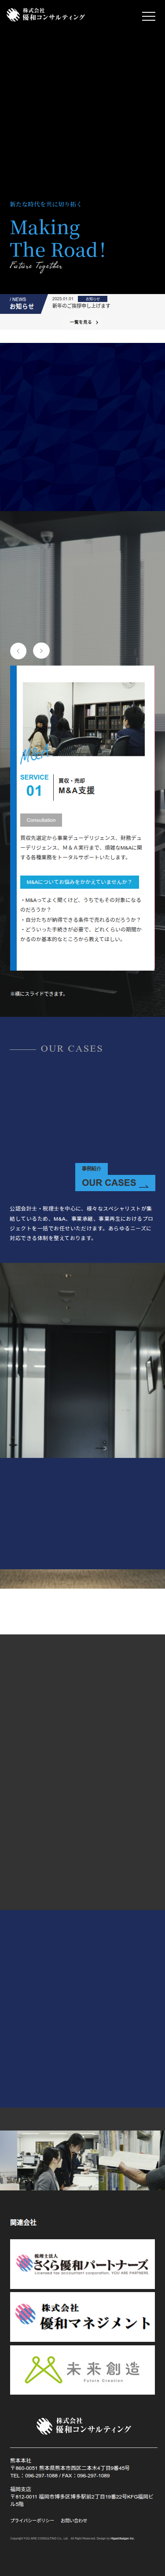 株式会社
優和コンサルティング
新たな時代を共に切り拓く
Making
The Road!
Future Together
/ NEWS
お知らせ
2025.01.01 お知らせ
新年のご挨拶申し上げます
一覧を見る
M&A
SERVICE
01
買収・売却
M&A支援
Consultation
買収先選定から事業デューデリジェンス、財務デューデリジェンス、M&A実行まで、煩雑なM&Aに関する各種業務をトータルサポートいたします。
M&Aについてお悩みをかかえていませんか?
・M&Aってよく聞くけど、うちでもその対象になるのだろうか?
・自分たちが納得できる条件で売れるのだろうか?
・どういった手続きが必要で、どれくらいの期間かかるのか基本的なところから教えてほしい。
※横にスライドできます。
OUR CASES
事例紹介
OUR CASES
公認会計士・税理士を中心に、様々なスペシャリストが集結しているため、M&A、事業承継、事業再生におけるプロジェクトを一括でお任せいただけます。あらゆるニーズに対応できる体制を整えております。
関連会社
税理士法人
さくら優和パートナーズ
株式会社
優和マネジメント
未来創造
Future Creation
株式会社
優和コンサルティング
熊本本社
〒860-0051 熊本県熊本市西区二本木4丁目9番45号
TEL:096-297-1088 / FAX:096-297-1089
福岡支店
〒812-0011 福岡市博多区博多駅前2丁目19番22号KFG福岡ビル5階
プライバシーポリシー お問い合わせ